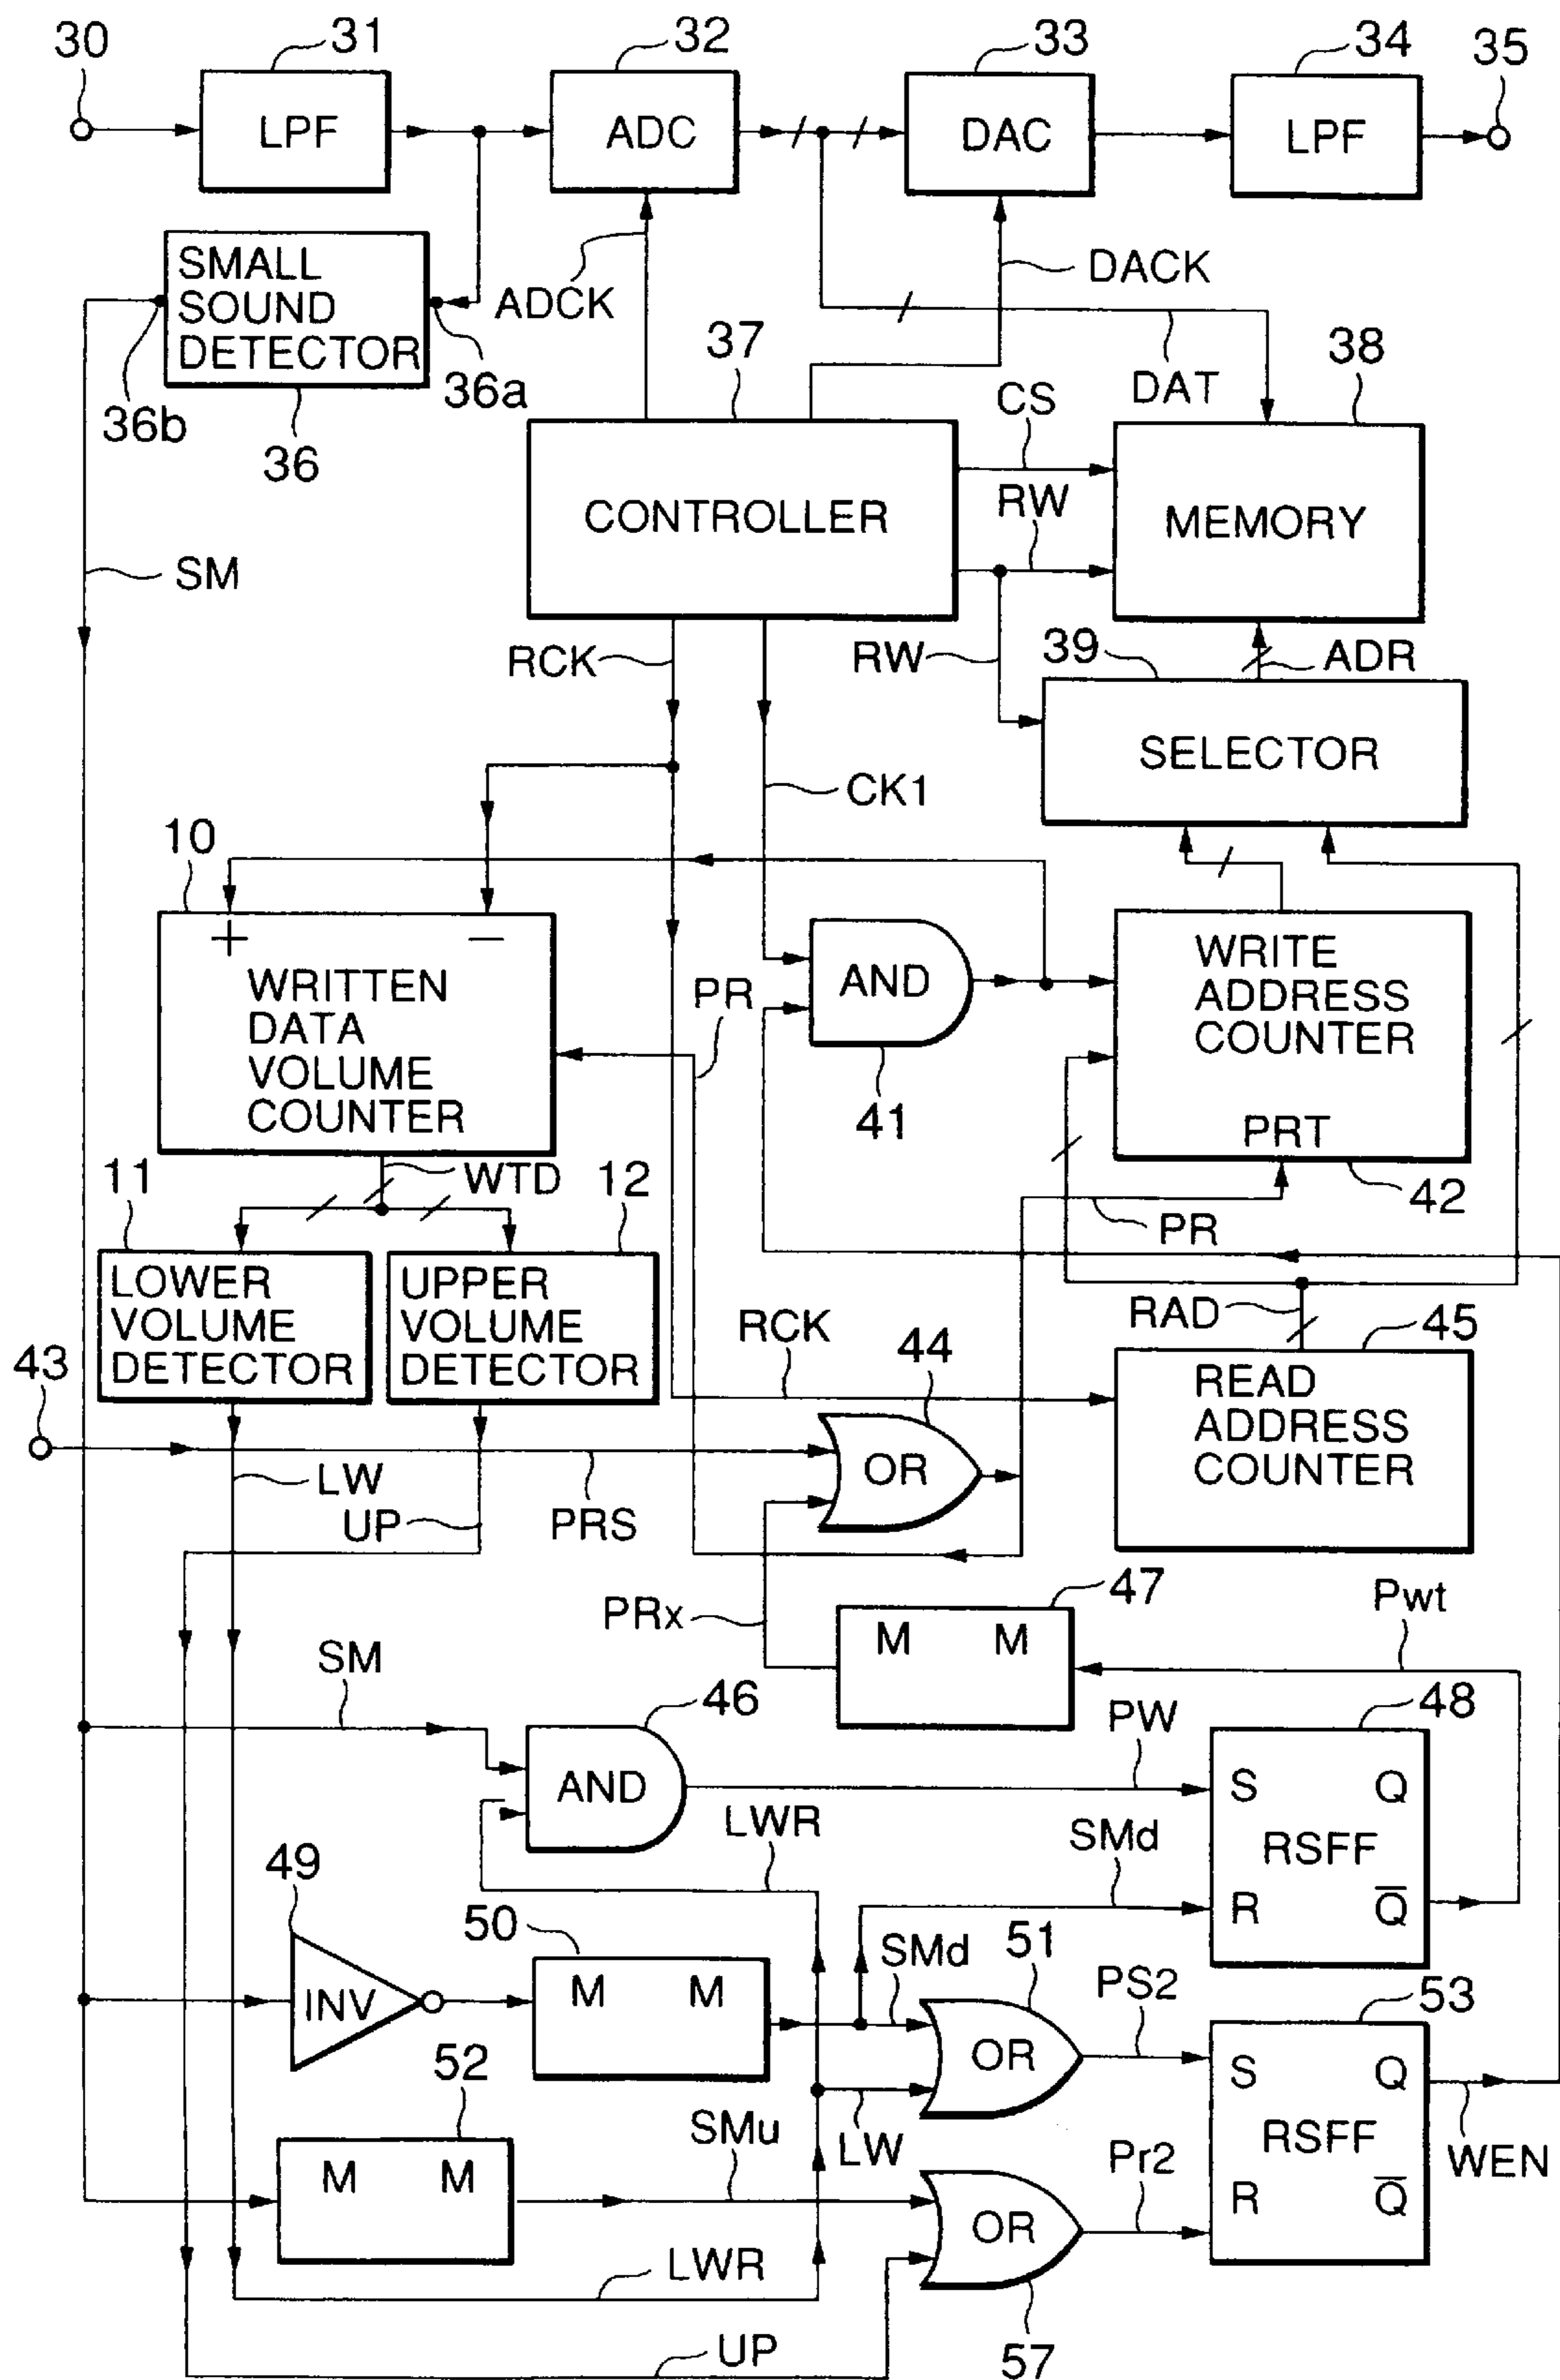 30
31
32
33
34
35
LPF
ADC
DAC
LPF
SMALL
SOUND
DETECTOR
36a
36b
36
ADCK
DACK
37
DAT
38
CS
RW
CONTROLLER
MEMORY
SM
RCK
RW
39
ADR
SELECTOR
CK1
10
+
−
WRITTEN
DATA
VOLUME
COUNTER
PR
AND
41
WRITE
ADDRESS
COUNTER
PRT
42
WTD
11
12
PR
LOWER
VOLUME
DETECTOR
UPPER
VOLUME
DETECTOR
RAD
45
RCK
44
43
READ
ADDRESS
COUNTER
OR
LW
UP
PRS
PRx
47
M M
Pwt
SM
46
PW
48
AND
S Q
RSFF
R Q̅
LWR
SMd
49
50
INV
M M
SMd
51
PS2
53
OR
S Q
RSFF
R Q̅
52
M M
SMu
LW
Pr2
WEN
OR
LWR
57
UP